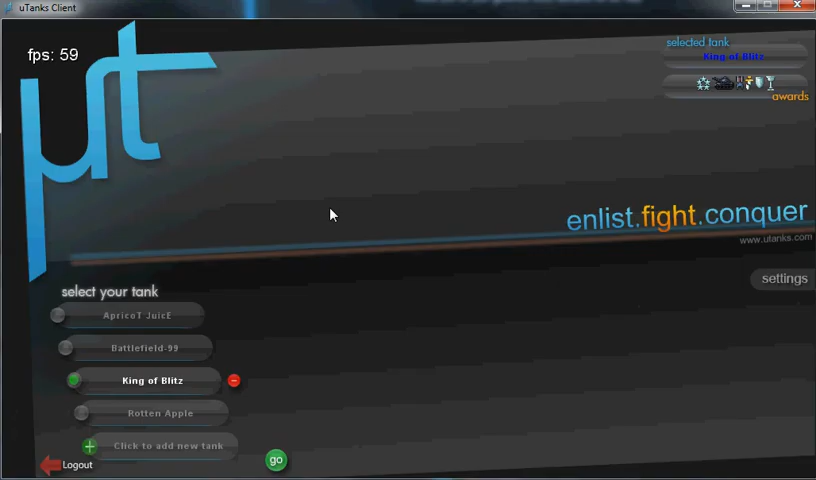 uTanks Client
fps: 59
µt
selected tank
King of Blitz
awards
enlist.fight.conquer
www.utanks.com
settings
select your tank
ApricoT JuicE
Battlefield-99
King of Blitz
Rotten Apple
Click to add new tank
Logout
go